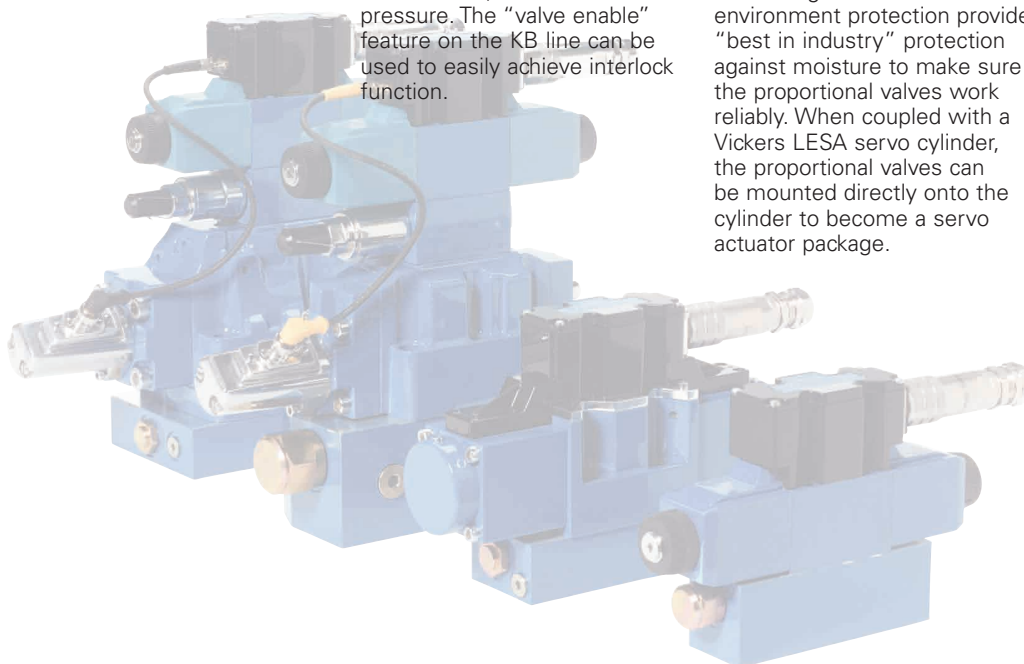 pressure. The “valve enable”
feature on the KB line can be
used to easily achieve interlock
function.
environment protection provide
“best in industry” protection
against moisture to make sure
the proportional valves work
reliably. When coupled with a
Vickers LESA servo cylinder,
the proportional valves can
be mounted directly onto the
cylinder to become a servo
actuator package.